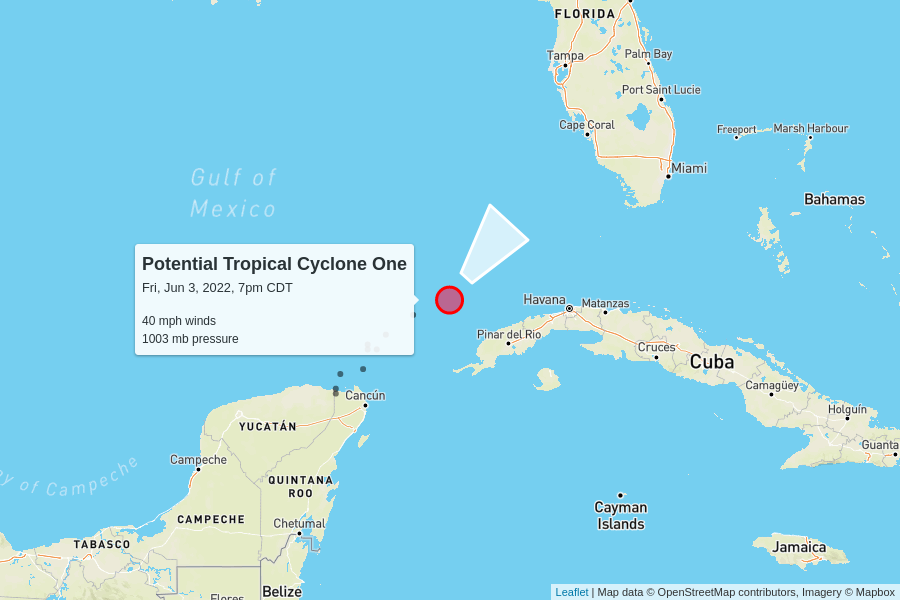 FLORIDA
Tampa
Palm Bay
Port Saint Lucie
Cape Coral
Freeport
Marsh Harbour
Miami
Gulf of
Mexico
Bahamas
Potential Tropical Cyclone One
Fri, Jun 3, 2022, 7pm CDT
40 mph winds
1003 mb pressure
Havana
Matanzas
Pinar del Río
Cruces
Cuba
Camagüey
Holguín
Guanta
Cancún
YUCATÁN
Campeche
ay of Campeche
QUINTANA
ROO
CAMPECHE
Chetumal
TABASCO
Cayman
Islands
Jamaica
Belize
Flores
Leaflet | Map data © OpenStreetMap contributors, Imagery © Mapbox